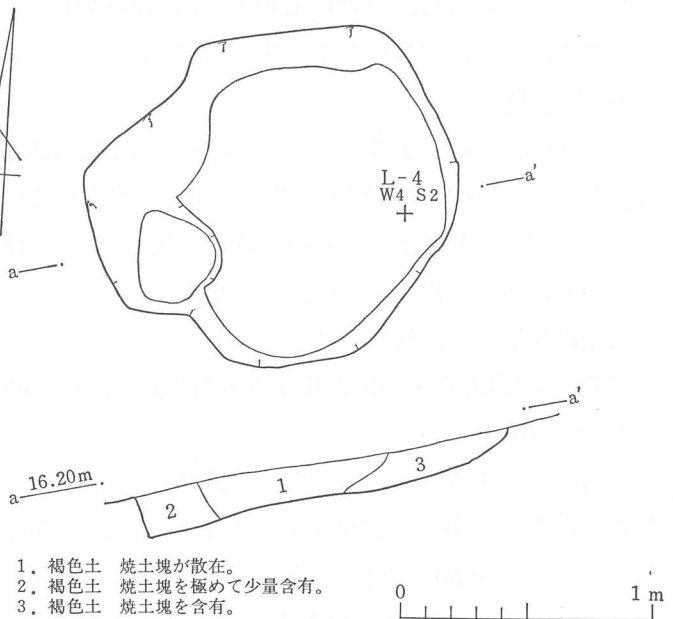 L-4
W4 S2
a'
a
a'
a 16.20m
3
1
2
1. 褐色土 焼土塊が散在。
2. 褐色土 焼土塊を極めて少量含有。
3. 褐色土 焼土塊を含有。
0 1m